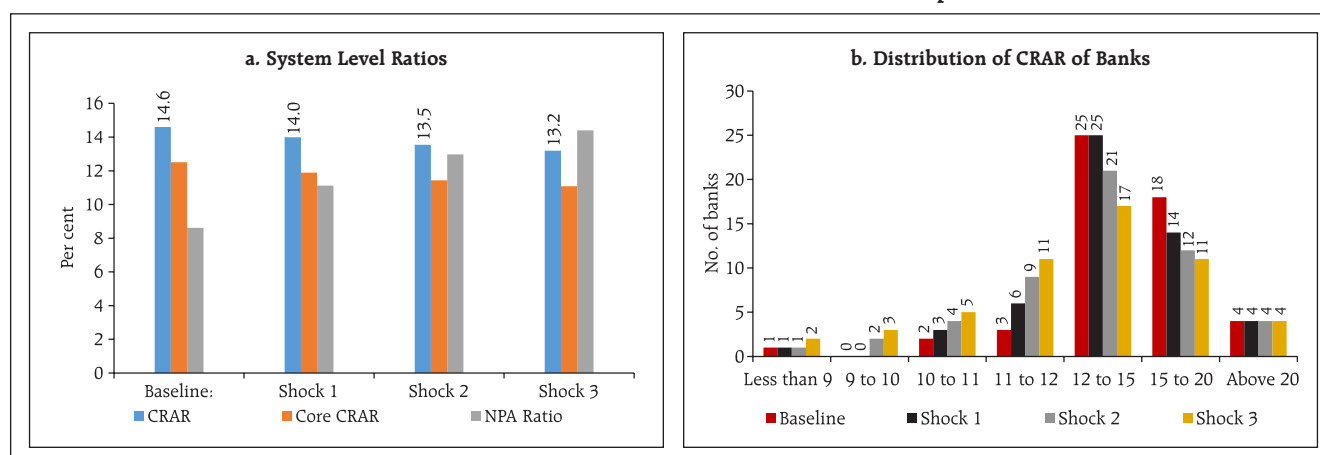 a. System Level Ratios
Per cent
16
14
12
10
8
6
4
2
0
14.6
14.0
13.5
13.2
Baseline: Shock 1 Shock 2 Shock 3
CRAR Core CRAR NPA Ratio
b. Distribution of CRAR of Banks
No. of banks
30
25
20
15
10
5
0
1 1 1 2
0 0 2 3
2 3 4 5
3 6 9 11
25 25 21 17
18 14 12 11
4 4 4 4
Less than 9 9 to 10 10 to 11 11 to 12 12 to 15 15 to 20 Above 20
Baseline Shock 1 Shock 2 Shock 3